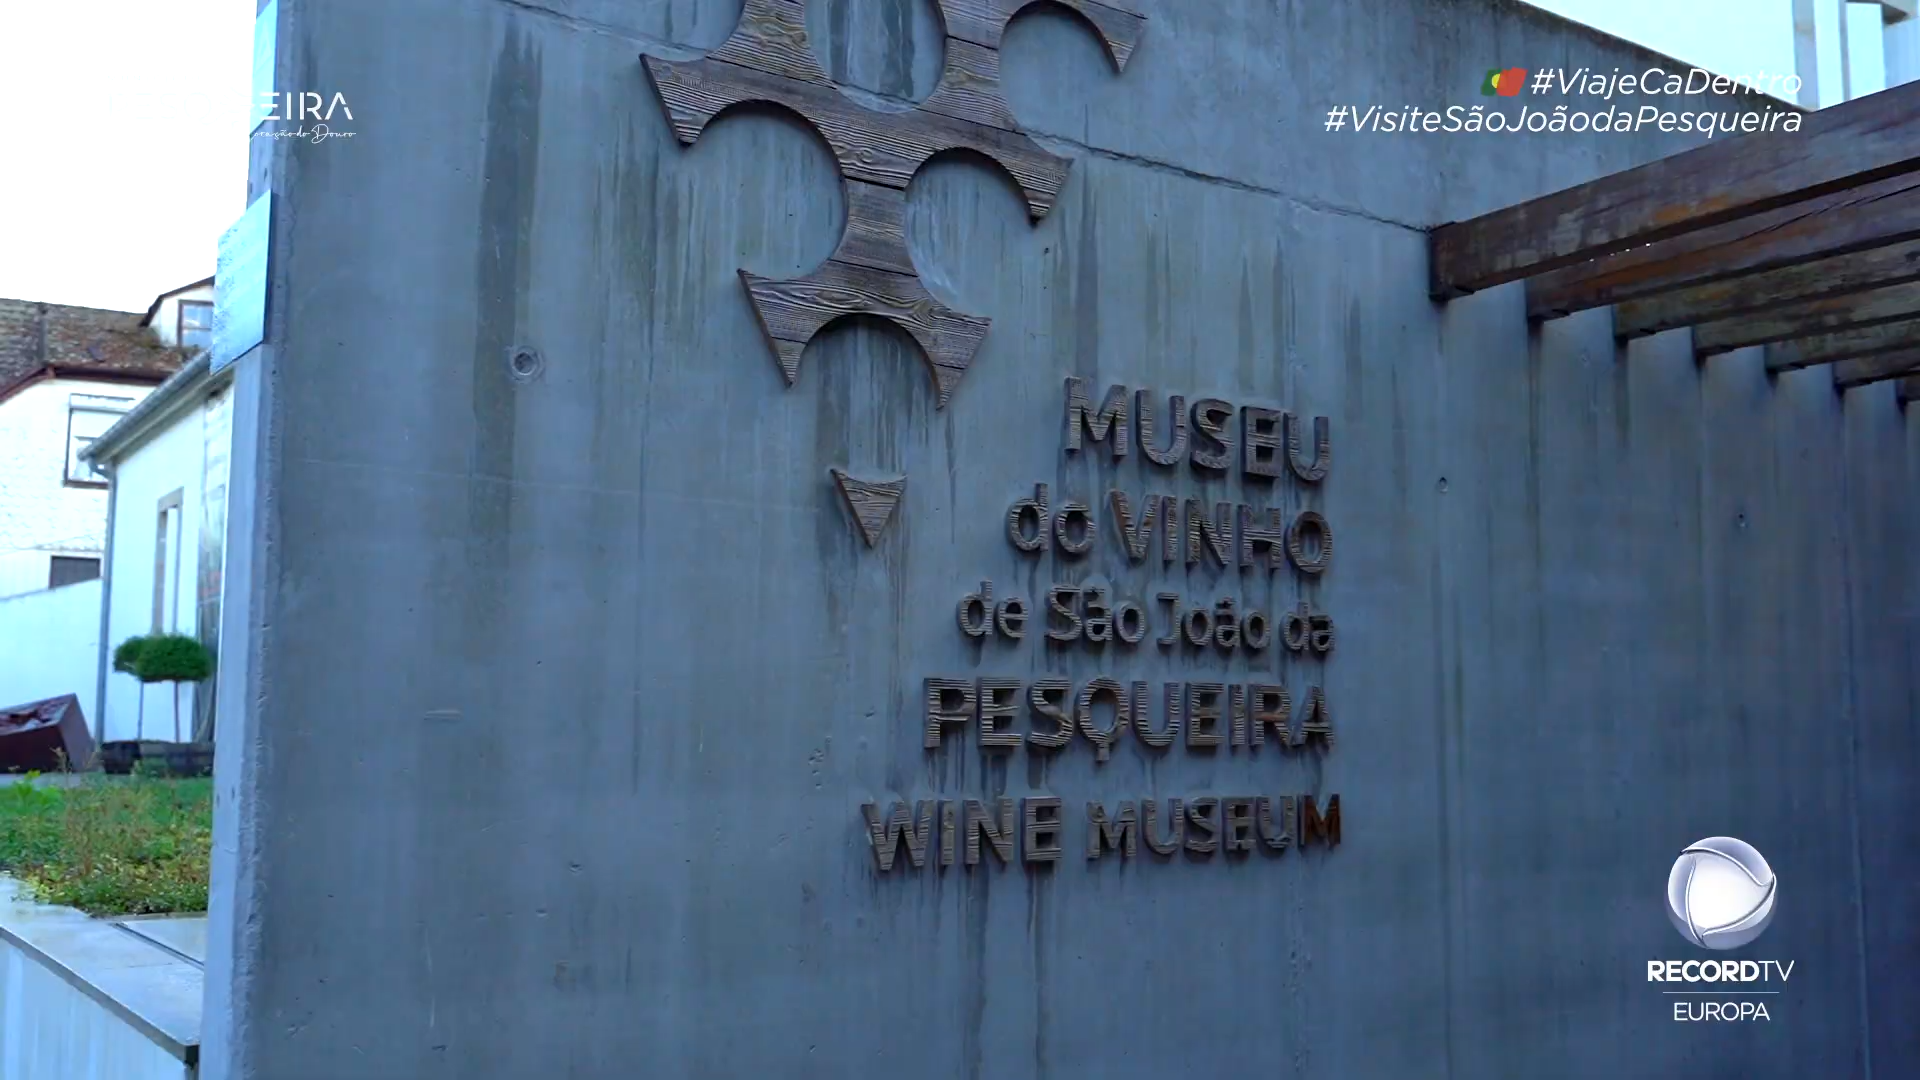 #ViajeCaDentro
#VisiteSãoJoãodaPesqueira
MUSEU
do VINHO
de São João da
PESQUEIRA
WINE MUSEUM
RECORDTV
EUROPA